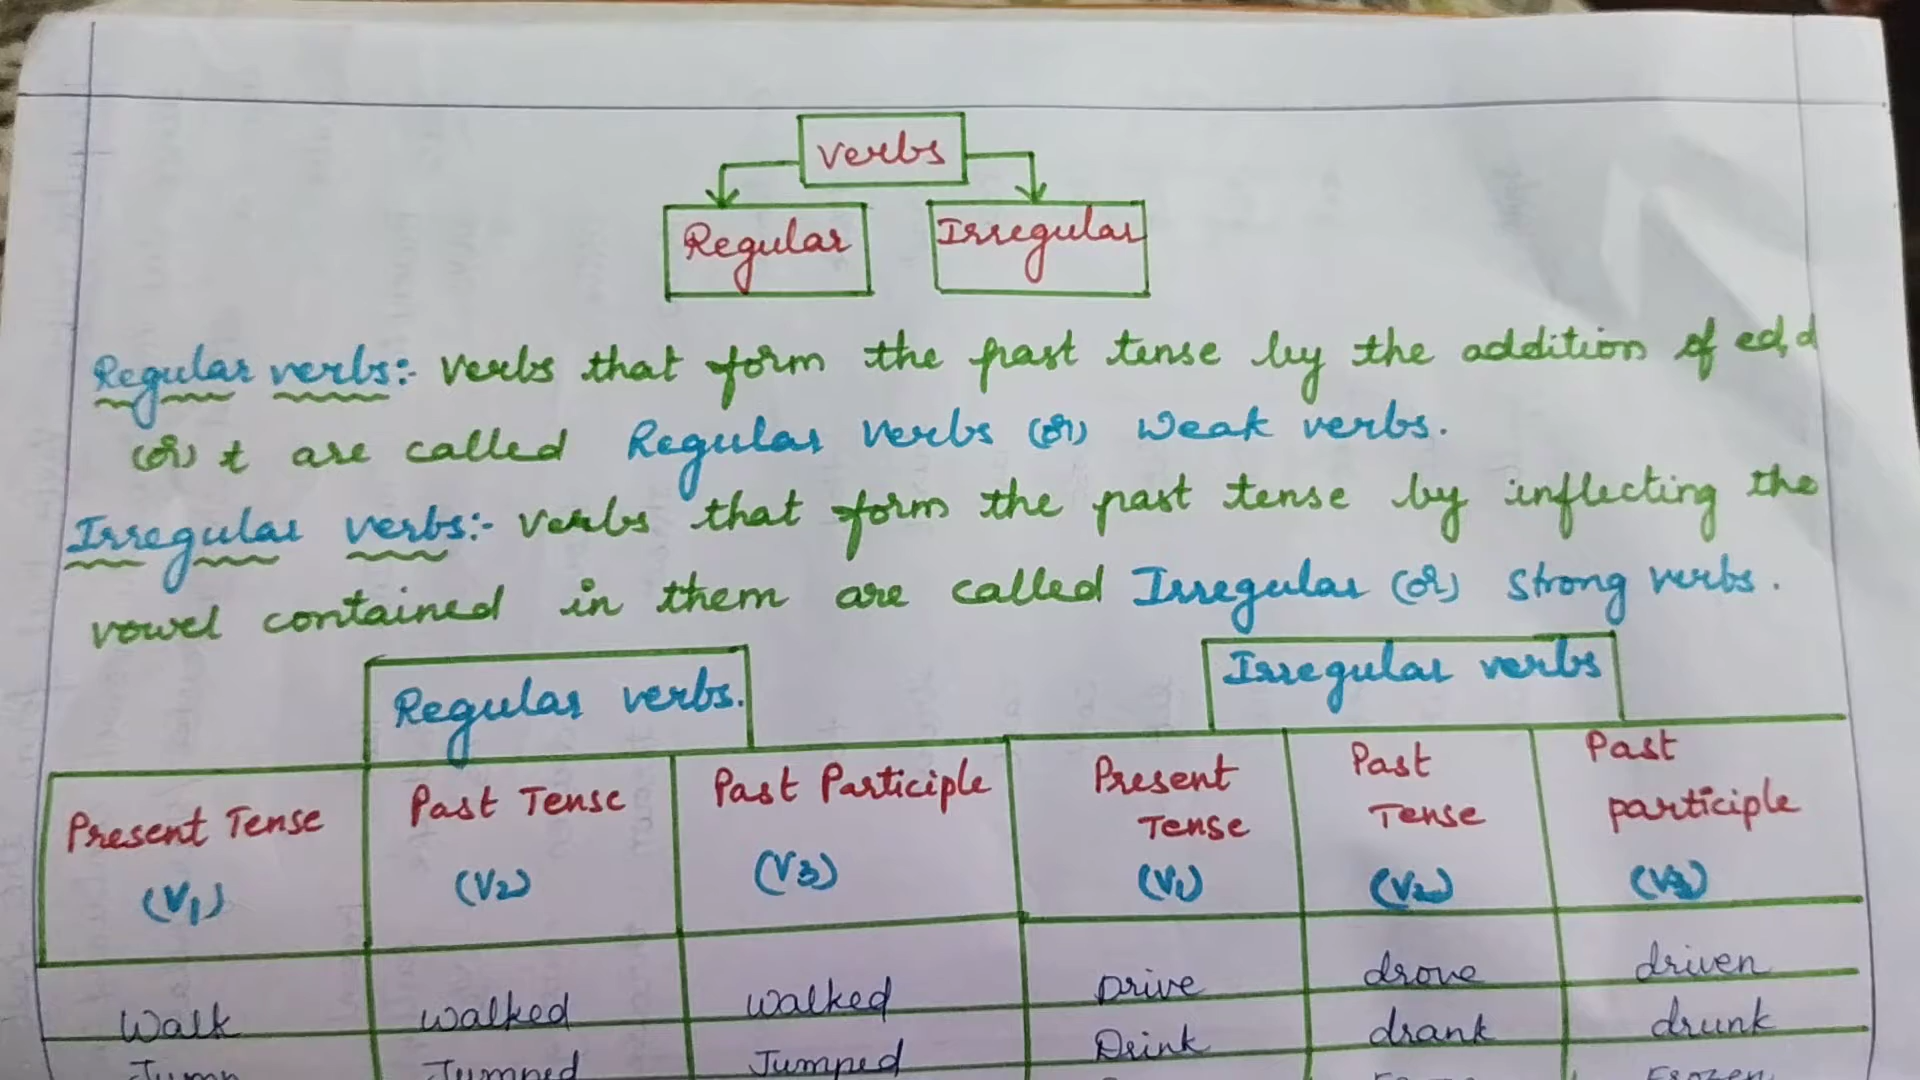 verbs
Regular Irregular
Regular verbs:- verbs that form the past tense by the addition of ed, d
(or) t are called Regular verbs (or) weak verbs.
Irregular verbs:- verbs that form the past tense by inflecting the
vowel contained in them are called Irregular (or) strong verbs.
Regular verbs. Irregular verbs
Present Tense (V1) Past Tense (V2) Past Participle (V3) Present Tense (V1) Past Tense (V2) Past participle (V3)
Walk walked walked Drive drove driven
Jump Jumped Jumped Drink drank drunk
Frozen